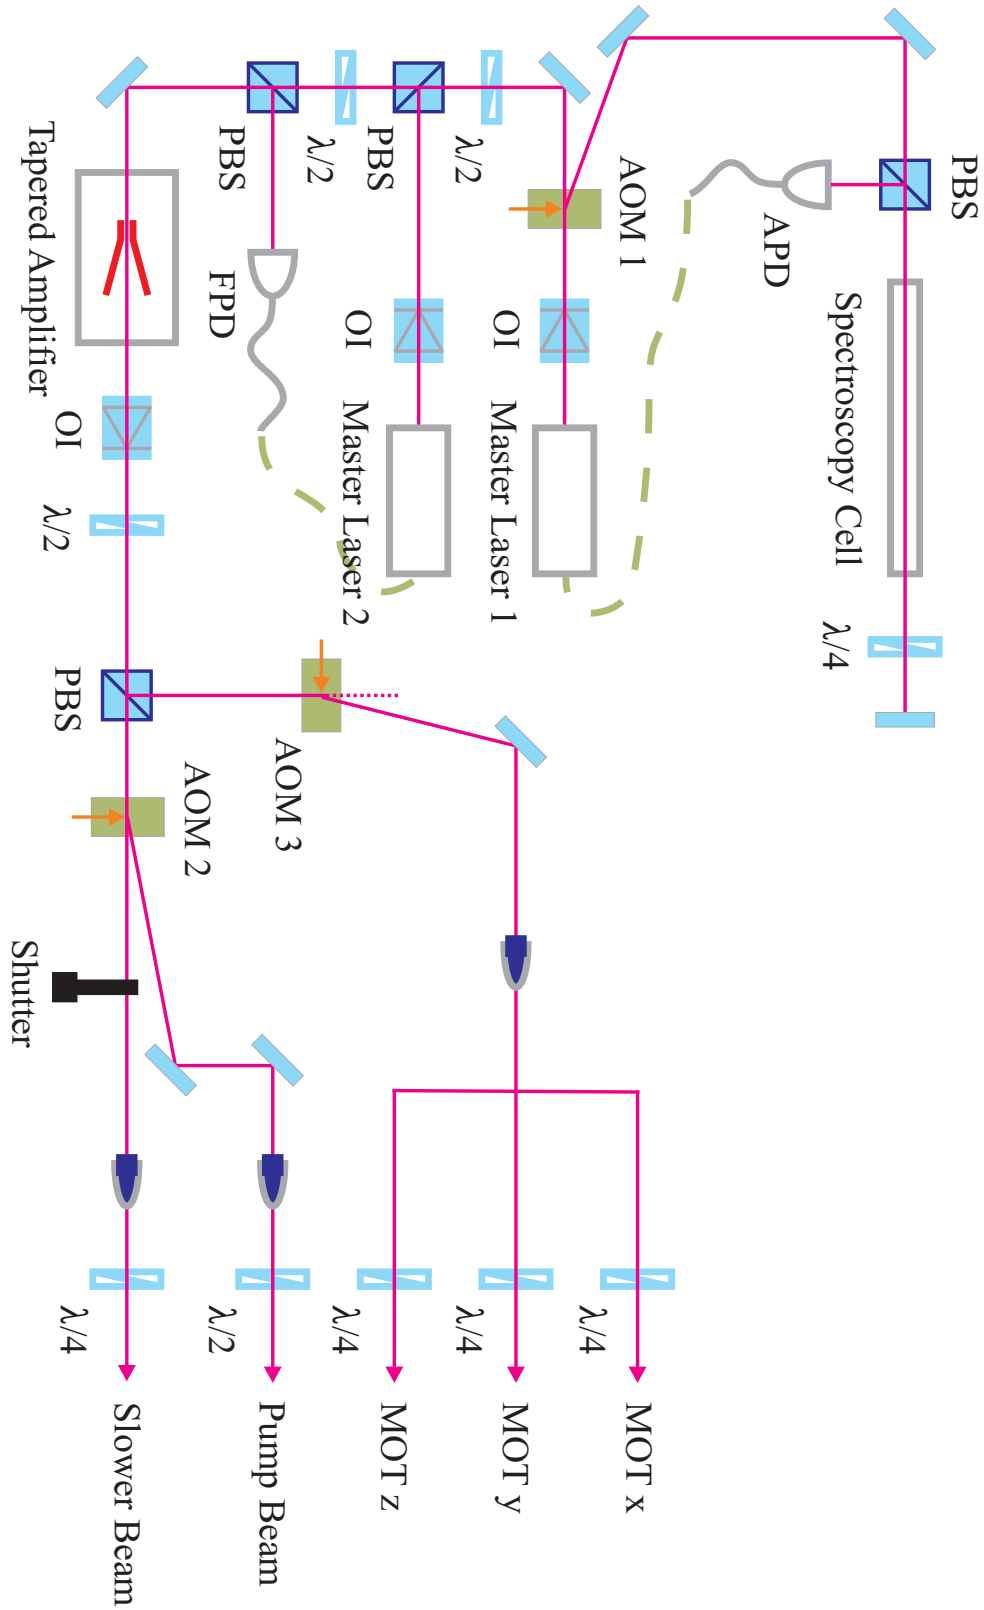 PBS
Spectroscopy Cell
λ/4
APD
AOM 1
MOT x
λ/4
OI
Master Laser 1
MOT y
λ/2
λ/4
PBS
OI
Master Laser 2
MOT z
λ/4
λ/2
AOM 3
PBS
FPD
Pump Beam
λ/2
AOM 2
Slower Beam
λ/4
OI
PBS
λ/2
Tapered Amplifier
Shutter